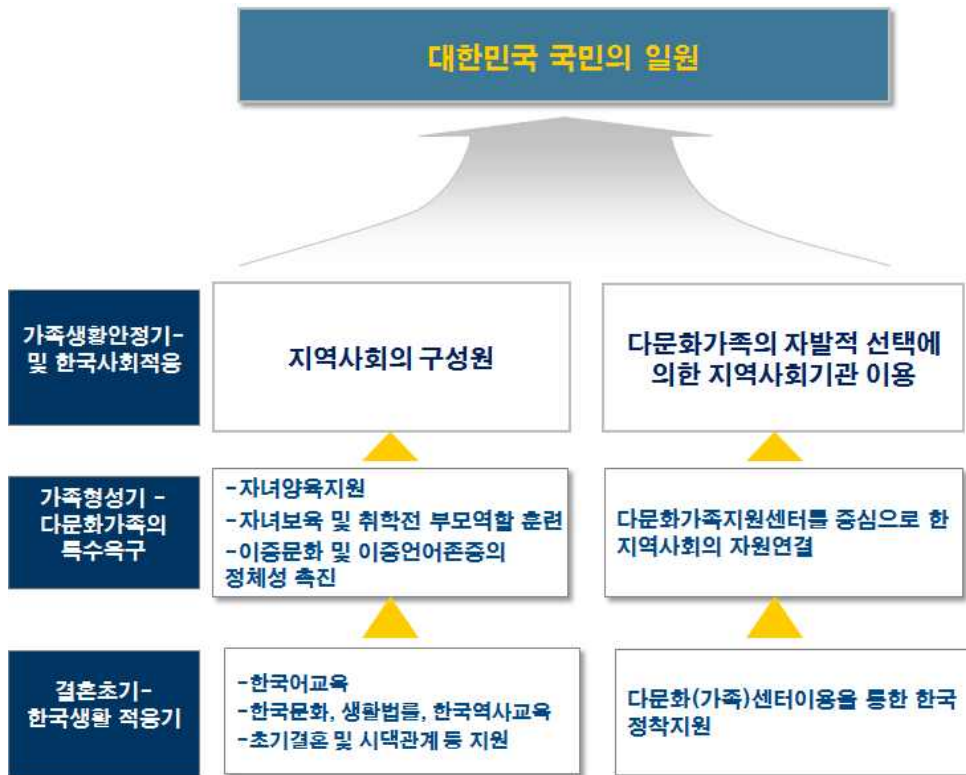 대한민국 국민의 일원
가족생활안정기-
및 한국사회적응
지역사회의 구성원
다문화가족의 자발적 선택에
의한 지역사회기관 이용
가족형성기 -
다문화가족의
특수욕구
-자녀양육지원
-자녀보육 및 취학전 부모역할 훈련
-이중문화 및 이중언어존중의
정체성 촉진
다문화가족지원센터를 중심으로 한
지역사회의 자원연결
결혼초기-
한국생활 적응기
-한국어교육
-한국문화, 생활법률, 한국역사교육
-초기결혼 및 시댁관계 등 지원
다문화(가족)센터이용을 통한 한국
정착지원